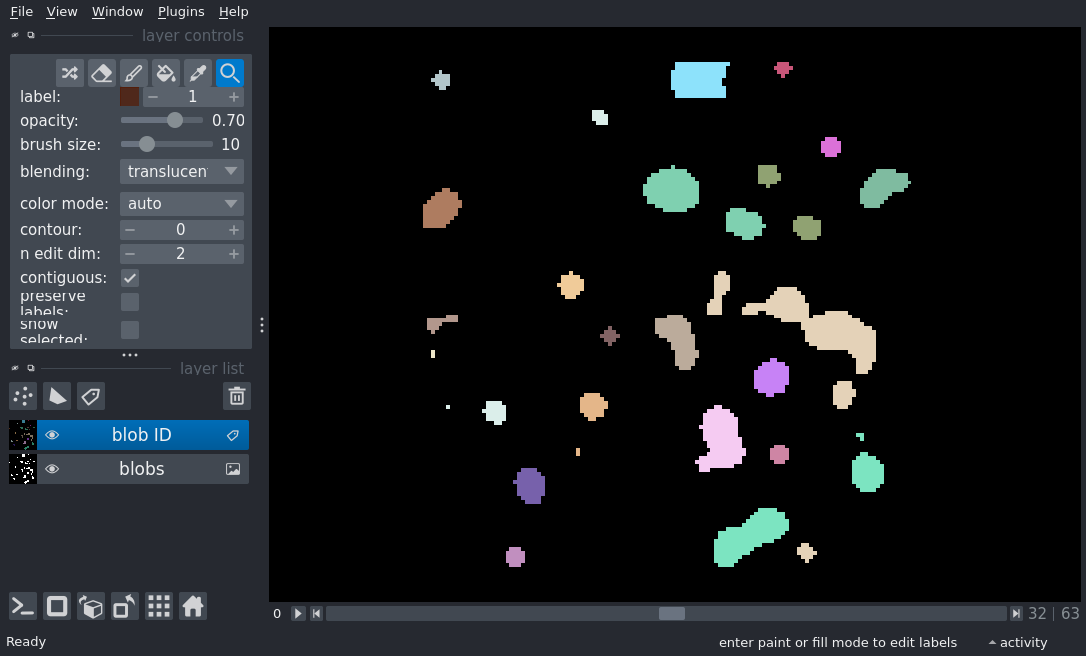 File View Window Plugins Help
layer controls
label: 1
opacity: 0.70
brush size: 10
blending: translucen
color mode: auto
contour: 0
n edit dim: 2
contiguous:
preserve
labels:
show
selected:
layer list
blob ID
blobs
0 32 | 63
Ready enter paint or fill mode to edit labels activity